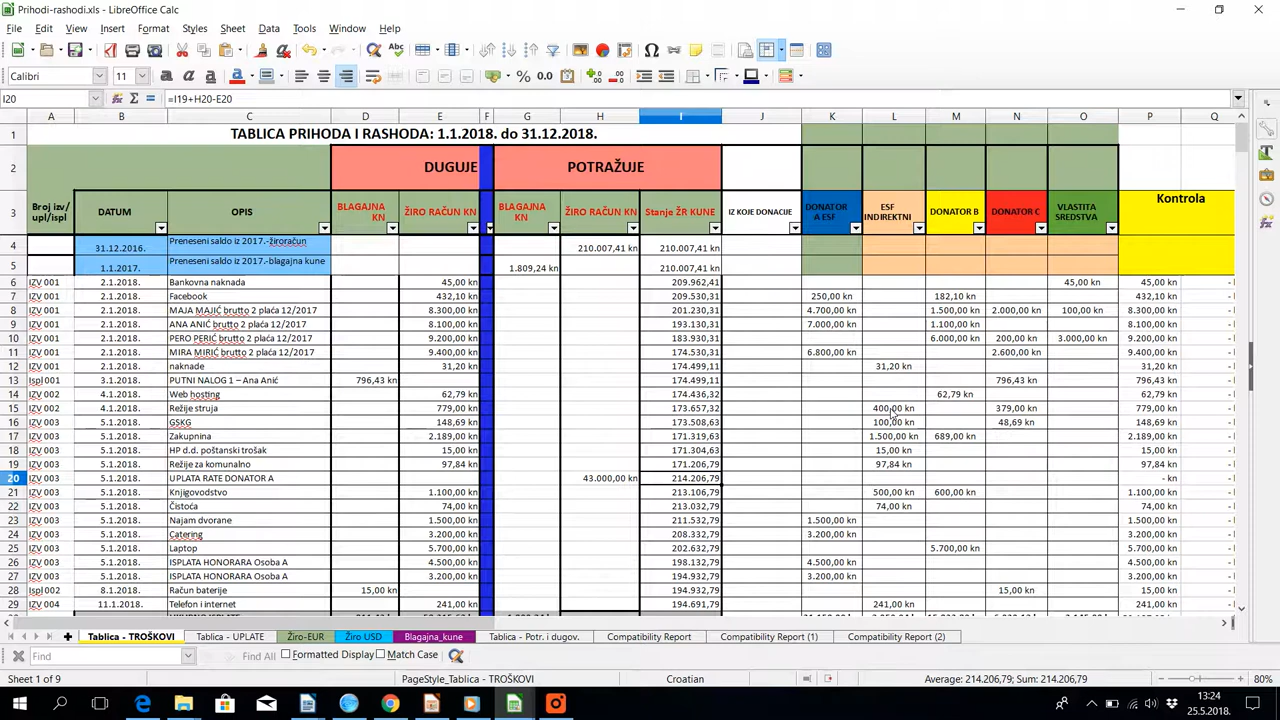 Prihodi-rashodi.xls - LibreOffice Calc
File Edit View Insert Format Styles Sheet Data Tools Window Help
Calibri 11
I20 =I19+H20-E20
A B C D E F G H I J K L M N O P Q
1 TABLICA PRIHODA I RASHODA: 1.1.2018. do 31.12.2018.
2 DUGUJE POTRAŽUJE
3 Broj izv/ upl/ispl DATUM OPIS BLAGAJNA KN ŽIRO RAČUN KN BLAGAJNA KN ŽIRO RAČUN KN Stanje ŽR KUNE IZ KOJE DONACIJE DONATOR A ESF ESF INDIREKTNI DONATOR B DONATOR C VLASTITA SREDSTVA Kontrola
4 31.12.2016. Preneseni saldo iz 2017.-žiroračun 210.007,41 kn 210.007,41 kn
5 1.1.2017. Preneseni saldo iz 2017.-blagajna kune 1.809,24 kn 210.007,41 kn
6 IZV 001 2.1.2018. Bankovna naknada 45,00 kn 209.962,41 45,00 kn 45,00 kn
7 IZV 001 2.1.2018. Facebook 432,10 kn 209.530,31 250,00 kn 182,10 kn 432,10 kn
8 IZV 001 2.1.2018. MAJA MAJIĆ brutto 2 plaća 12/2017 8.300,00 kn 201.230,31 4.700,00 kn 1.500,00 kn 2.000,00 kn 100,00 kn 8.300,00 kn
9 IZV 001 2.1.2018. ANA ANIĆ brutto 2 plaća 12/2017 8.100,00 kn 193.130,31 7.000,00 kn 1.100,00 kn 8.100,00 kn
10 IZV 001 2.1.2018. PERO PERIĆ brutto 2 plaća 12/2017 9.200,00 kn 183.930,31 6.000,00 kn 200,00 kn 3.000,00 kn 9.200,00 kn
11 IZV 001 2.1.2018. MIRA MIRIĆ brutto 2 plaća 12/2017 9.400,00 kn 174.530,31 6.800,00 kn 2.600,00 kn 9.400,00 kn
12 IZV 001 2.1.2018. naknade 31,20 kn 174.499,11 31,20 kn 31,20 kn
13 Ispl 001 3.1.2018. PUTNI NALOG 1 – Ana Anić 796,43 kn 174.499,11 796,43 kn 796,43 kn
14 IZV 002 4.1.2018. Web hosting 62,79 kn 174.436,32 62,79 kn 62,79 kn
15 IZV 002 4.1.2018. Režije struja 779,00 kn 173.657,32 400,00 kn 379,00 kn 779,00 kn
16 IZV 003 5.1.2018. GSKG 148,69 kn 173.508,63 100,00 kn 48,69 kn 148,69 kn
17 IZV 003 5.1.2018. Zakupnina 2.189,00 kn 171.319,63 1.500,00 kn 689,00 kn 2.189,00 kn
18 IZV 003 5.1.2018. HP d.d. poštanski trošak 15,00 kn 171.304,63 15,00 kn 15,00 kn
19 IZV 003 5.1.2018. Režije za komunalno 97,84 kn 171.206,79 97,84 kn 97,84 kn
20 IZV 003 5.1.2018. UPLATA RATE DONATOR A 43.000,00 kn 214.206,79 - kn
21 IZV 003 5.1.2018. Knjigovodstvo 1.100,00 kn 213.106,79 500,00 kn 600,00 kn 1.100,00 kn
22 IZV 003 5.1.2018. Čistoća 74,00 kn 213.032,79 74,00 kn 74,00 kn
23 IZV 003 5.1.2018. Najam dvorane 1.500,00 kn 211.532,79 1.500,00 kn 1.500,00 kn
24 IZV 003 5.1.2018. Catering 3.200,00 kn 208.332,79 3.200,00 kn 3.200,00 kn
25 IZV 003 5.1.2018. Laptop 5.700,00 kn 202.632,79 5.700,00 kn 5.700,00 kn
26 IZV 003 5.1.2018. ISPLATA HONORARA Osoba A 4.500,00 kn 198.132,79 4.500,00 kn 4.500,00 kn
27 IZV 003 5.1.2018. ISPLATA HONORARA Osoba A 3.200,00 kn 194.932,79 3.200,00 kn 3.200,00 kn
28 Ispl 002 8.1.2018. Račun baterije 15,00 kn 194.932,79 15,00 kn 15,00 kn
29 IZV 004 11.1.2018. Telefon i internet 241,00 kn 194.691,79 241,00 kn 241,00 kn
Tablica - TROŠKOVI Tablica - UPLATE Žiro-EUR Žiro USD Blagajna_kune Tablica - Potr. i dugov. Compatibility Report Compatibility Report (1) Compatibility Report (2)
Find Find All Formatted Display Match Case
Sheet 1 of 9 PageStyle_Tablica - TROŠKOVI Croatian Average: 214.206,79; Sum: 214.206,79 80%
13:24
25.5.2018.